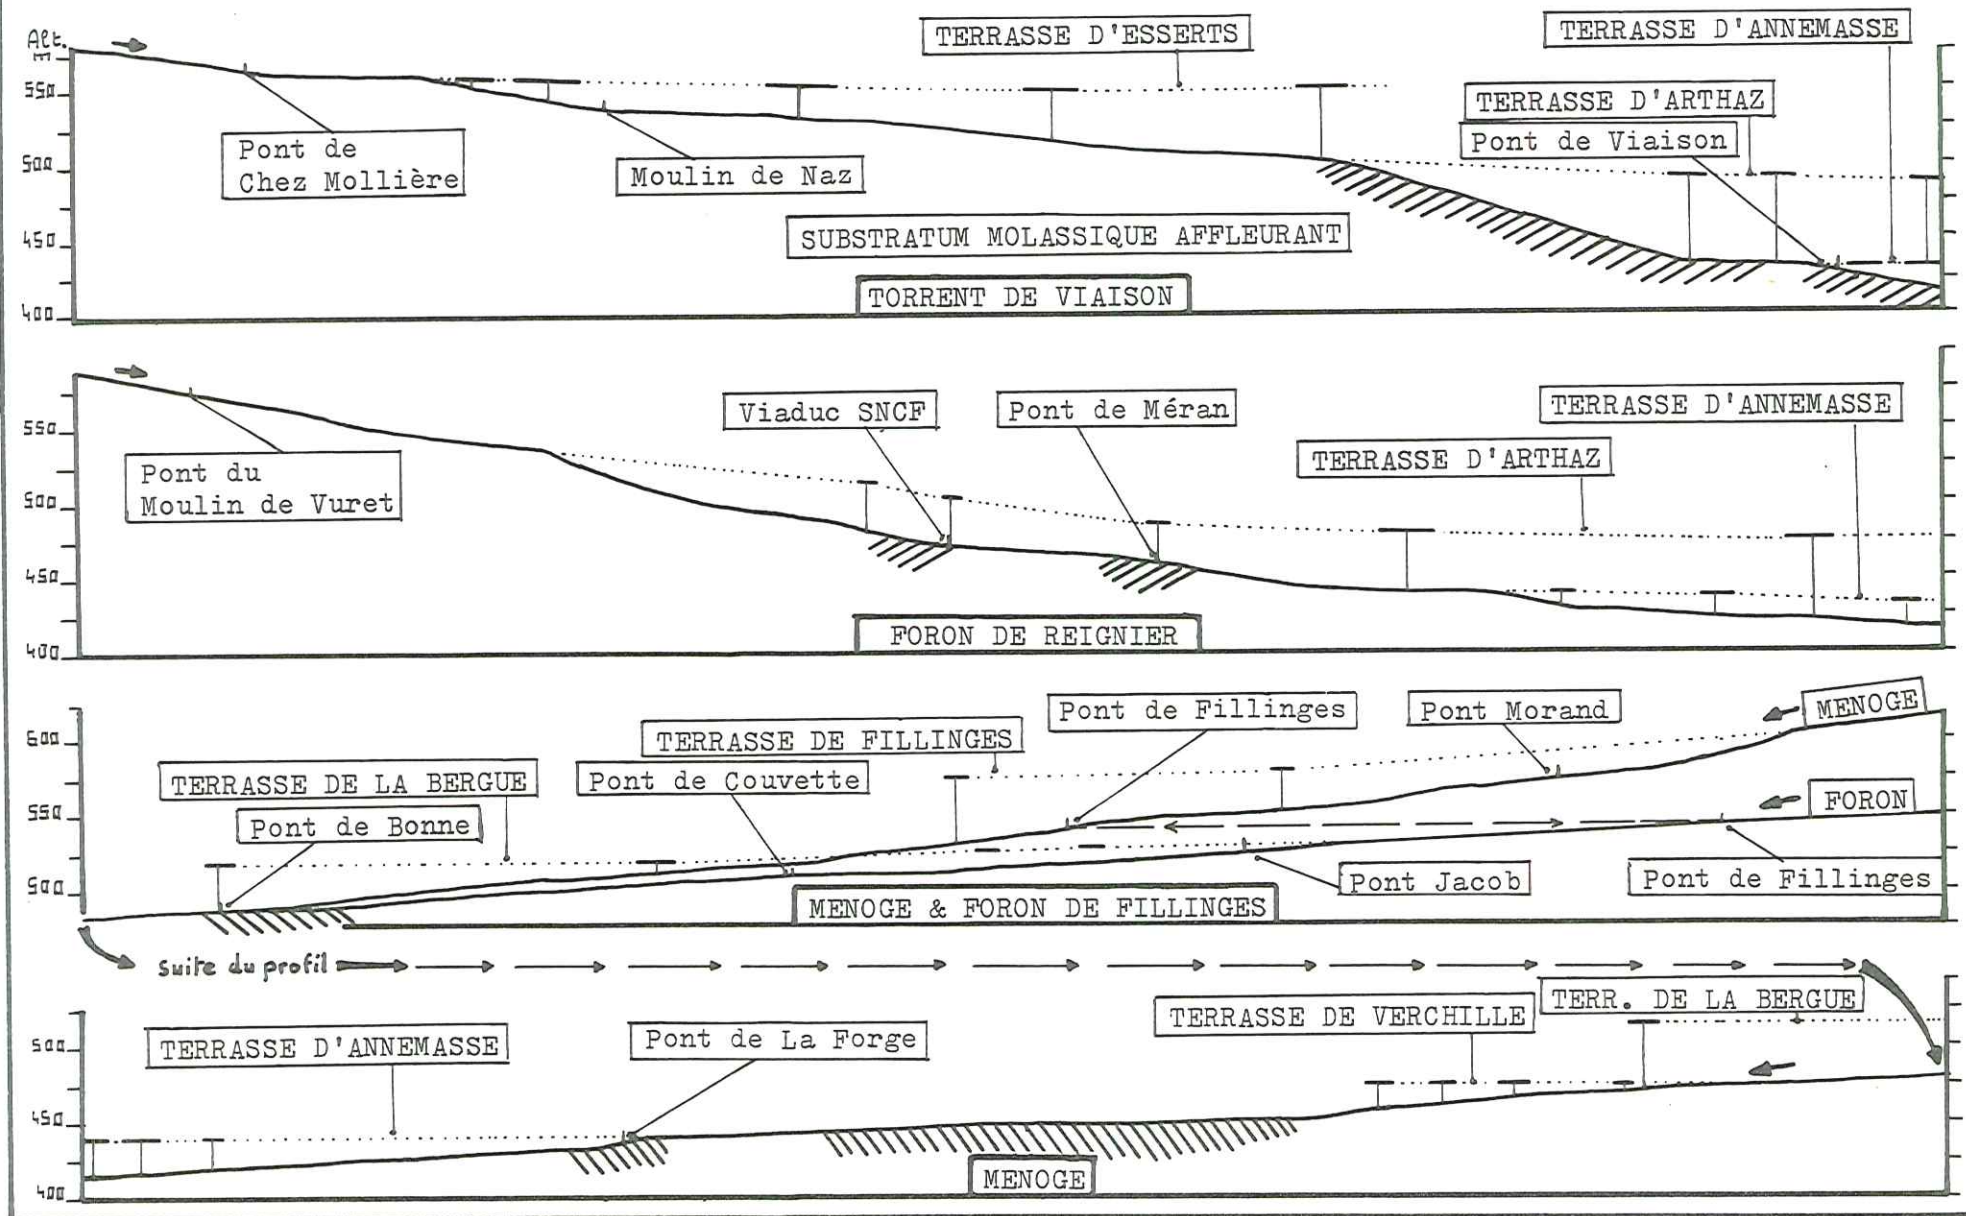 Alt.
m
550
500
450
400
TERRASSE D'ESSERTS
TERRASSE D'ANNEMASSE
TERRASSE D'ARTHAZ
Pont de Viaison
Pont de
Chez Mollière
Moulin de Naz
SUBSTRATUM MOLASSIQUE AFFLEURANT
TORRENT DE VIAISON
550
500
450
400
Viaduc SNCF
Pont de Méran
TERRASSE D'ANNEMASSE
TERRASSE D'ARTHAZ
Pont du
Moulin de Vuret
FORON DE REIGNIER
600
550
500
MENOGE
Pont de Fillinges
Pont Morand
TERRASSE DE FILLINGES
TERRASSE DE LA BERGUE
Pont de Couvette
FORON
Pont de Bonne
Pont Jacob
Pont de Fillinges
MENOGE & FORON DE FILLINGES
suite du profil
500
450
400
TERR. DE LA BERGUE
TERRASSE DE VERCHILLE
TERRASSE D'ANNEMASSE
Pont de La Forge
MENOGE